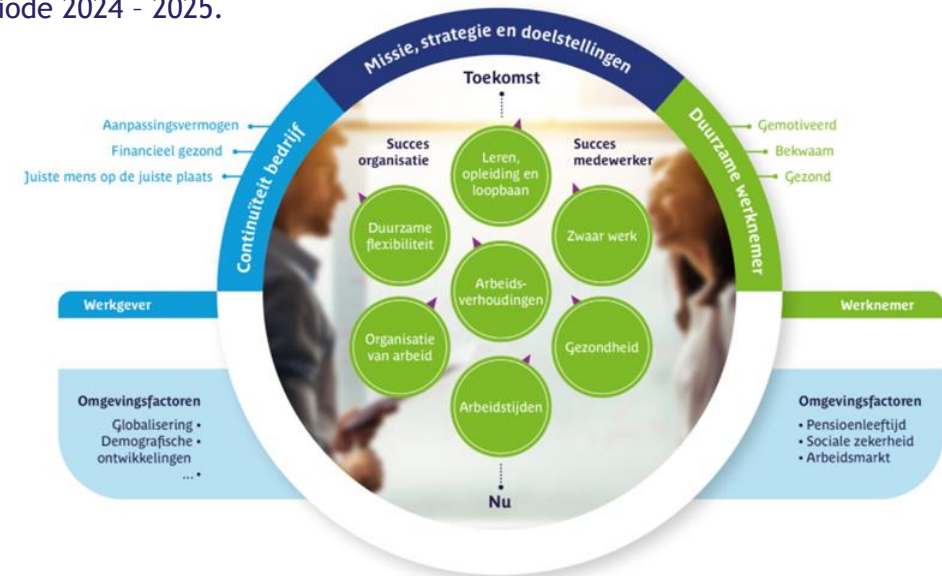 iode 2024 – 2025.
Missie, strategie en doelstellingen
Toekomst
Continuïteit bedrijf
Duurzame werknemer
Aanpassingsvermogen
Financieel gezond
Juiste mens op de juiste plaats
Gemotiveerd
Bekwaam
Gezond
Succes
organisatie
Succes
medewerker
Leren,
opleiding en
loopbaan
Duurzame
flexibiliteit
Zwaar werk
Arbeids-
verhoudingen
Organisatie
van arbeid
Gezondheid
Arbeidstijden
Nu
Werkgever
Werknemer
Omgevingsfactoren
Globalisering •
Demografische •
ontwikkelingen
... •
Omgevingsfactoren
• Pensioenleeftijd
• Sociale zekerheid
• Arbeidsmarkt